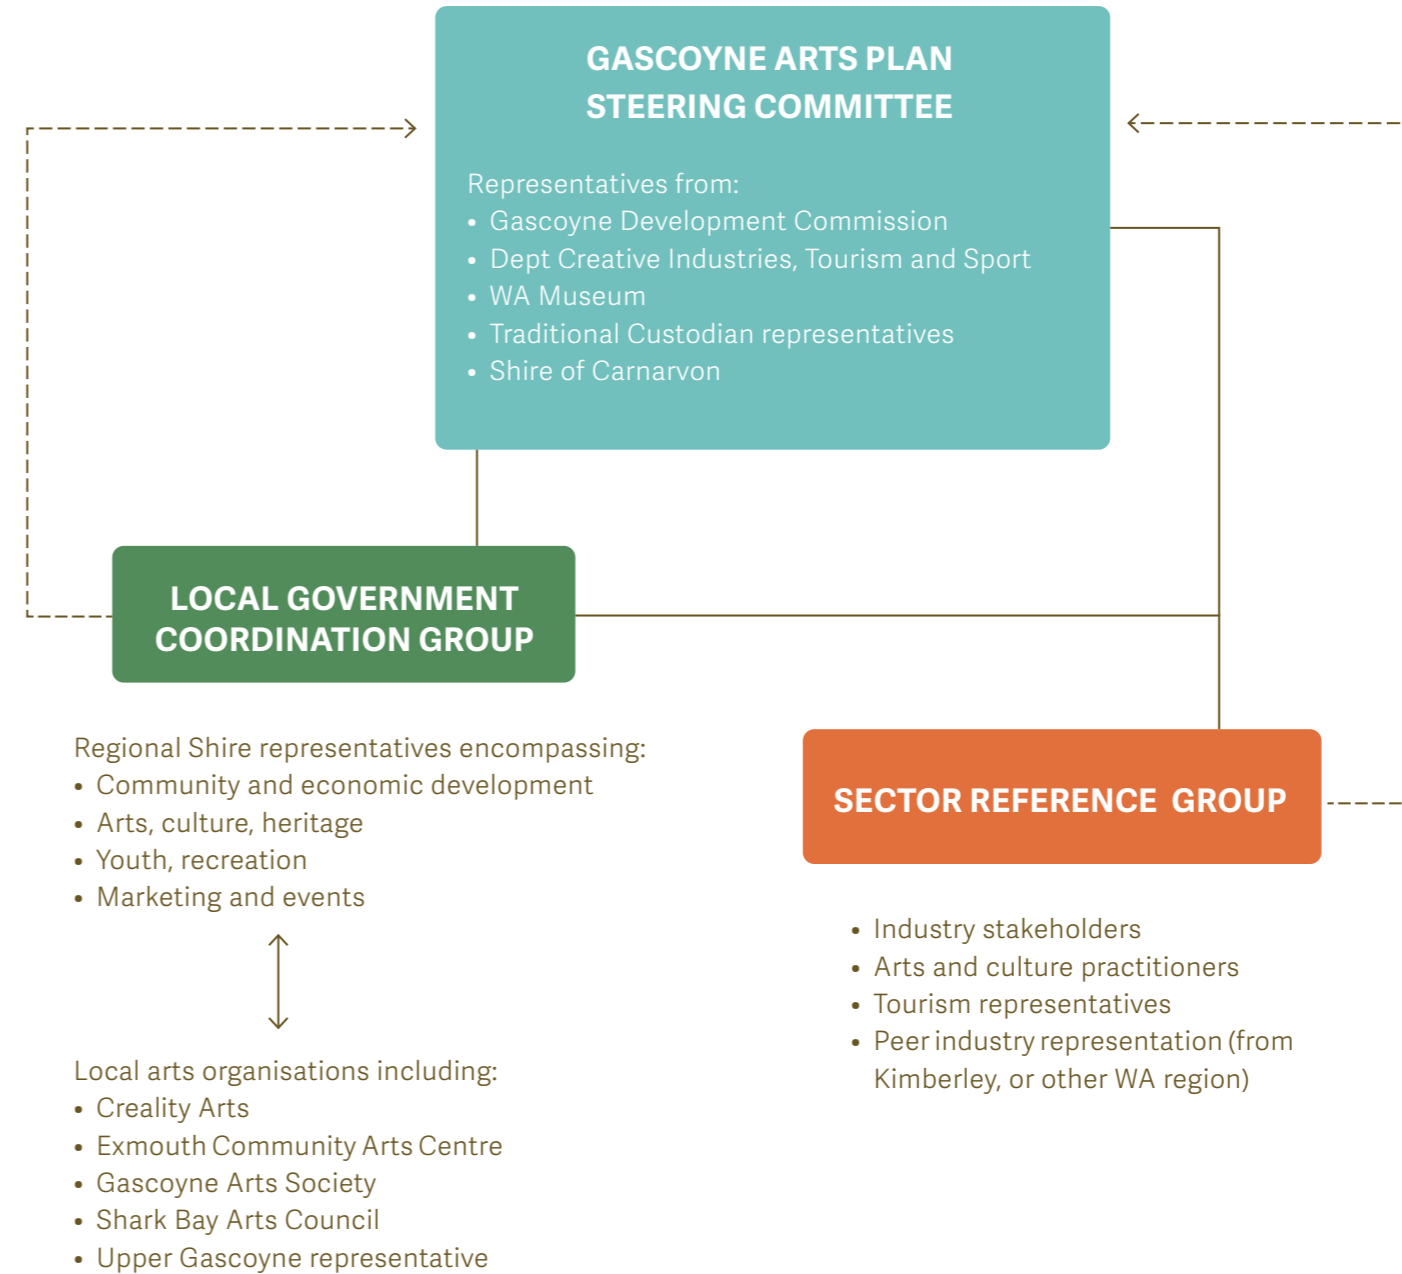 GASCOYNE ARTS PLAN
STEERING COMMITTEE
Representatives from:
• Gascoyne Development Commission
• Dept Creative Industries, Tourism and Sport
• WA Museum
• Traditional Custodian representatives
• Shire of Carnarvon
LOCAL GOVERNMENT
COORDINATION GROUP
Regional Shire representatives encompassing:
• Community and economic development
• Arts, culture, heritage
• Youth, recreation
• Marketing and events
Local arts organisations including:
• Creality Arts
• Exmouth Community Arts Centre
• Gascoyne Arts Society
• Shark Bay Arts Council
• Upper Gascoyne representative
SECTOR REFERENCE GROUP
• Industry stakeholders
• Arts and culture practitioners
• Tourism representatives
• Peer industry representation (from
Kimberley, or other WA region)